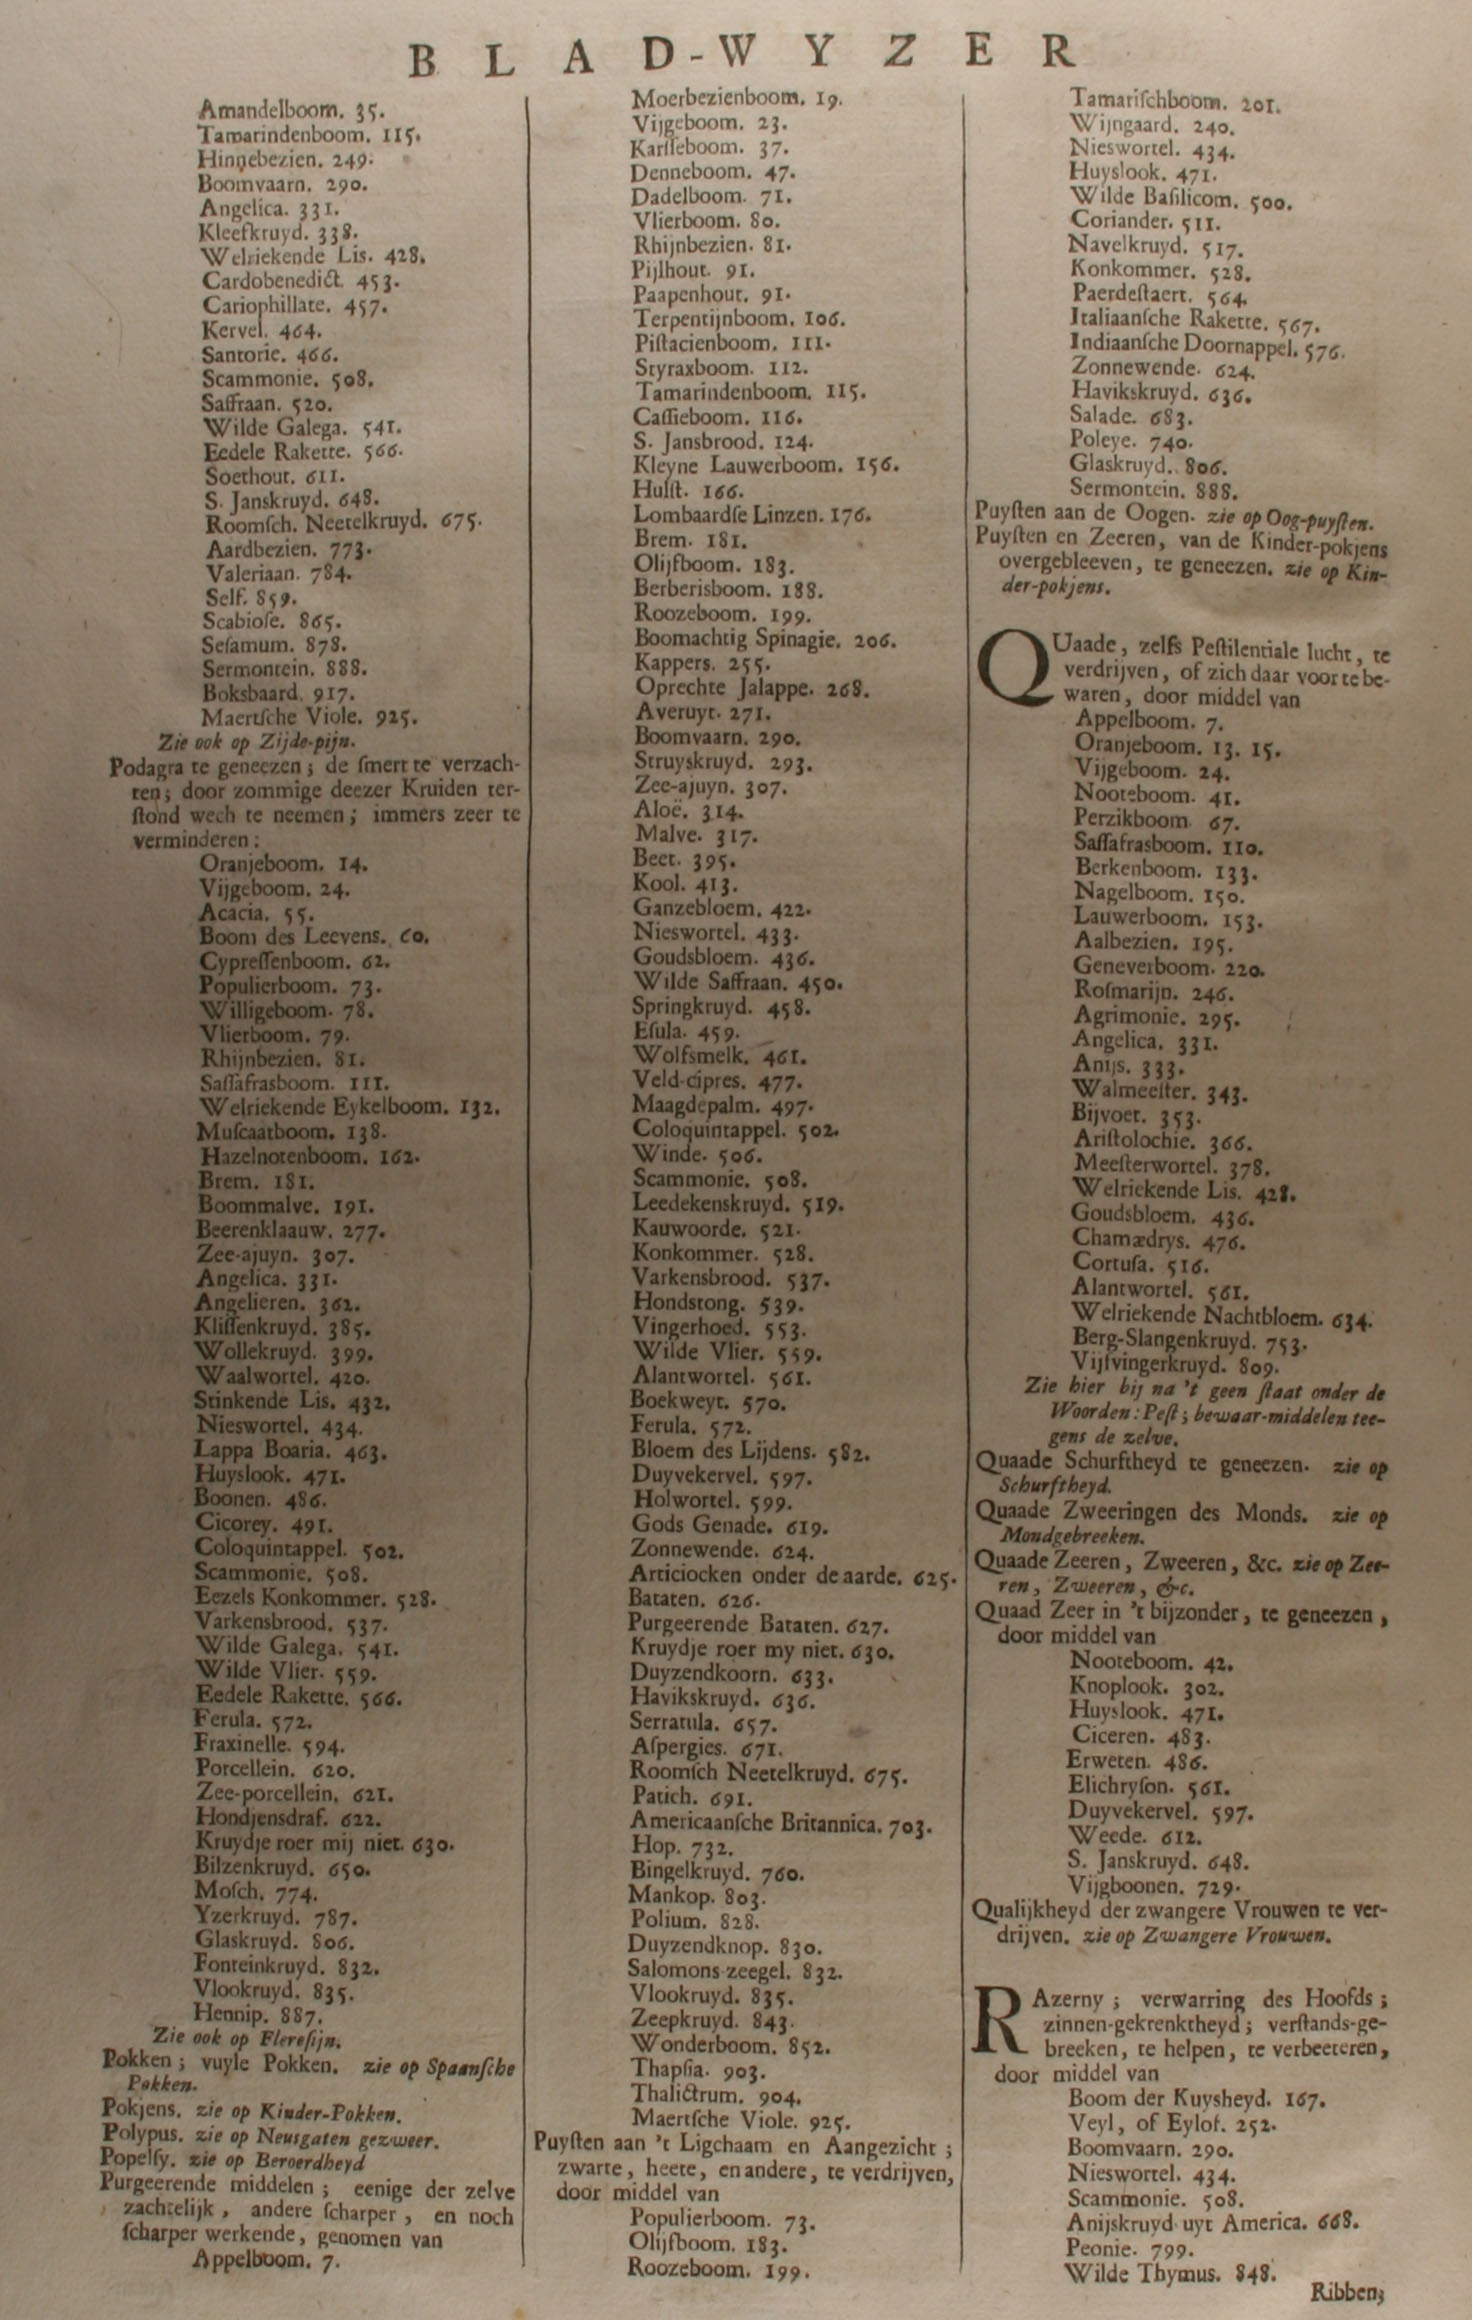 BLAD-WYZER
Amandelboom. 35.
Tamarindenboom. 115.
Hinnebezien. 249.
Boomvaarn. 290.
Angelica. 331.
Kleefkruyd. 338.
Welriekende Lis. 428.
Cardobenedict. 453.
Cariophillate. 457.
Kervel. 464.
Santorie. 466.
Scammonie. 508.
Saffraan. 520.
Wilde Galega. 541.
Eedele Rakette. 566.
Soethout. 611.
S. Janskruyd. 648.
Roomſch. Neetelkruyd. 675.
Aardbezien. 773.
Valeriaan. 784.
Self. 859.
Scabioſe. 865.
Seſamum. 878.
Sermontein. 888.
Boksbaard. 917.
Maertſche Viole. 925.
Zie ook op Zijde-pijn.
Podagra te geneezen; de ſmert te verzach-
ten; door zommige deezer Kruiden ter-
ſtond wech te neemen; immers zeer te
verminderen:
Oranjeboom. 14.
Vijgeboom. 24.
Acacia. 55.
Boom des Leevens. 60.
Cypreſſenboom. 62.
Populierboom. 73.
Willigeboom. 78.
Vlierboom. 79.
Rhijnbezien. 81.
Saſſafrasboom. 111.
Welriekende Eykelboom. 132.
Muſcaatboom. 138.
Hazelnotenboom. 162.
Brem. 181.
Boommalve. 191.
Beerenklaauw. 277.
Zee-ajuyn. 307.
Angelica. 331.
Angelieren. 362.
Kliſſenkruyd. 385.
Wollekruyd. 399.
Waalwortel. 420.
Stinkende Lis. 432.
Nieswortel. 434.
Lappa Boaria. 463.
Huyslook. 471.
Boonen. 486.
Cicorey. 491.
Coloquintappel. 502.
Scammonie. 508.
Eezels Konkommer. 528.
Varkensbrood. 537.
Wilde Galega. 541.
Wilde Vlier. 559.
Eedele Rakette. 566.
Ferula. 572.
Fraxinelle. 594.
Porcellein. 620.
Zee-porcellein. 621.
Hondjensdraf. 622.
Kruydje roer mij niet. 630.
Bilzenkruyd. 650.
Moſch. 774.
Yzerkruyd. 787.
Glaskruyd. 806.
Fonteinkruyd. 832.
Vlookruyd. 835.
Hennip. 887.
Zie ook op Flereſijn.
Pokken; vuyle Pokken. zie op Spaanſche
Pokken.
Pokjens. zie op Kinder-Pokken.
Polypus. zie op Neusgaten gezweer.
Popelſy. zie op Beroerdheyd
Purgeerende middelen; eenige der zelve
zachtelijk, andere ſcharper, en noch
ſcharper werkende, genomen van
Appelboom. 7.
Moerbezienboom. 19.
Vijgeboom. 23.
Karſſeboom. 37.
Denneboom. 47.
Dadelboom. 71.
Vlierboom. 80.
Rhijnbezien. 81.
Pijlhout. 91.
Paapenhout. 91.
Terpentijnboom. 106.
Piſtacienboom. 111.
Styraxboom. 112.
Tamarindenboom. 115.
Caſſieboom. 116.
S. Jansbrood. 124.
Kleyne Lauwerboom. 156.
Hulſt. 166.
Lombaardſe Linzen. 176.
Brem. 181.
Olijfboom. 183.
Berberisboom. 188.
Roozeboom. 199.
Boomachtig Spinagie. 206.
Kappers. 255.
Oprechte Jalappe. 268.
Averuyt. 271.
Boomvaarn. 290.
Struyskruyd. 293.
Zee-ajuyn. 307.
Aloë. 314.
Malve. 317.
Beet. 395.
Kool. 413.
Ganzebloem. 422.
Nieswortel. 433.
Goudsbloem. 436.
Wilde Saffraan. 450.
Springkruyd. 458.
Eſula. 459.
Wolfsmelk. 461.
Veld-cipres. 477.
Maagdepalm. 497.
Coloquintappel. 502.
Winde. 506.
Scammonie. 508.
Leedekenskruyd. 519.
Kauwoorde. 521.
Konkommer. 528.
Varkensbrood. 537.
Hondstong. 539.
Vingerhoed. 553.
Wilde Vlier. 559.
Alantwortel. 561.
Boekweyt. 570.
Ferula. 572.
Bloem des Lijdens. 582.
Duyvekervel. 597.
Holwortel. 599.
Gods Genade. 619.
Zonnewende. 624.
Articiocken onder de aarde. 625.
Bataten. 626.
Purgeerende Bataten. 627.
Kruydje roer my niet. 630.
Duyzendkoorn. 633.
Havikskruyd. 636.
Serratula. 657.
Aſpergies. 671.
Roomſch Neetelkruyd. 675.
Patich. 691.
Americaanſche Britannica. 703.
Hop. 732.
Bingelkruyd. 760.
Mankop. 803.
Polium. 828.
Duyzendknop. 830.
Salomons zeegel. 832.
Vlookruyd. 835.
Zeepkruyd. 843.
Wonderboom. 852.
Thapſia. 903.
Thalictrum. 904.
Maertſche Viole. 925.
Puyſten aan 't Ligchaam en Aangezicht;
zwarte, heete, en andere, te verdrijven,
door middel van
Populierboom. 73.
Olijfboom. 183.
Roozeboom. 199.
Tamariſchboom. 201.
Wijngaard. 240.
Nieswortel. 434.
Huyslook. 471.
Wilde Baſilicom. 500.
Coriander. 511.
Navelkruyd. 517.
Konkommer. 528.
Paerdeſtaert. 564.
Italiaanſche Rakette. 567.
Indiaanſche Doornappel. 576.
Zonnewende. 624.
Havikskruyd. 636.
Salade. 683.
Poleye. 740.
Glaskruyd. 806.
Sermontein. 888.
Puyſten aan de Oogen. zie op Oog-puyſten.
Puyſten en Zeeren, van de Kinder-pokjens
overgebleeven, te geneezen. zie op Kin-
der-pokjens.
QUaade, zelfs Peſtilentiale lucht, te
verdrijven, of zich daar voor te be-
waren, door middel van
Appelboom. 7.
Oranjeboom. 13. 15.
Vijgeboom. 24.
Nooteboom. 41.
Perzikboom 67.
Saſſafrasboom. 110.
Berkenboom. 133.
Nagelboom. 150.
Lauwerboom. 153.
Aalbezien. 195.
Geneverboom. 220.
Roſmarijn. 246.
Agrimonie. 295.
Angelica. 331.
Anijs. 333.
Walmeeſter. 343.
Bijvoet. 353.
Ariſtolochie. 366.
Meeſterwortel. 378.
Welriekende Lis. 428.
Goudsbloem. 436.
Chamædrys. 476.
Cortuſa. 516.
Alantwortel. 561.
Welriekende Nachtbloem. 634.
Berg-Slangenkruyd. 753.
Vijfvingerkruyd. 809.
Zie hier bij na 't geen ſtaat onder de
Woorden: Peſt; bewaar-middelen tee-
gens de zelve.
Quaade Schurftheyd te geneezen. zie op
Schurftheyd.
Quaade Zweeringen des Monds. zie op
Mondgebreeken.
Quaade Zeeren, Zweeren, &c. zie op Zee-
ren, Zweeren, &c.
Quaad Zeer in 't bijzonder, te geneezen,
door middel van
Nooteboom. 42.
Knoplook. 302.
Huyslook. 471.
Ciceren. 483.
Erweten. 486.
Elichryſon. 561.
Duyvekervel. 597.
Weede. 612.
S. Janskruyd. 648.
Vijgboonen. 729.
Qualijkheyd der zwangere Vrouwen te ver-
drijven. zie op Zwangere Vrouwen.
RAzerny; verwarring des Hoofds;
zinnen-gekrenktheyd; verſtands-ge-
breeken, te helpen, te verbeeteren,
door middel van
Boom der Kuysheyd. 167.
Veyl, of Eylof. 252.
Boomvaarn. 290.
Nieswortel. 434.
Scammonie. 508.
Anijskruyd uyt America. 668.
Peonie. 799.
Wilde Thymus. 848.
Ribben;